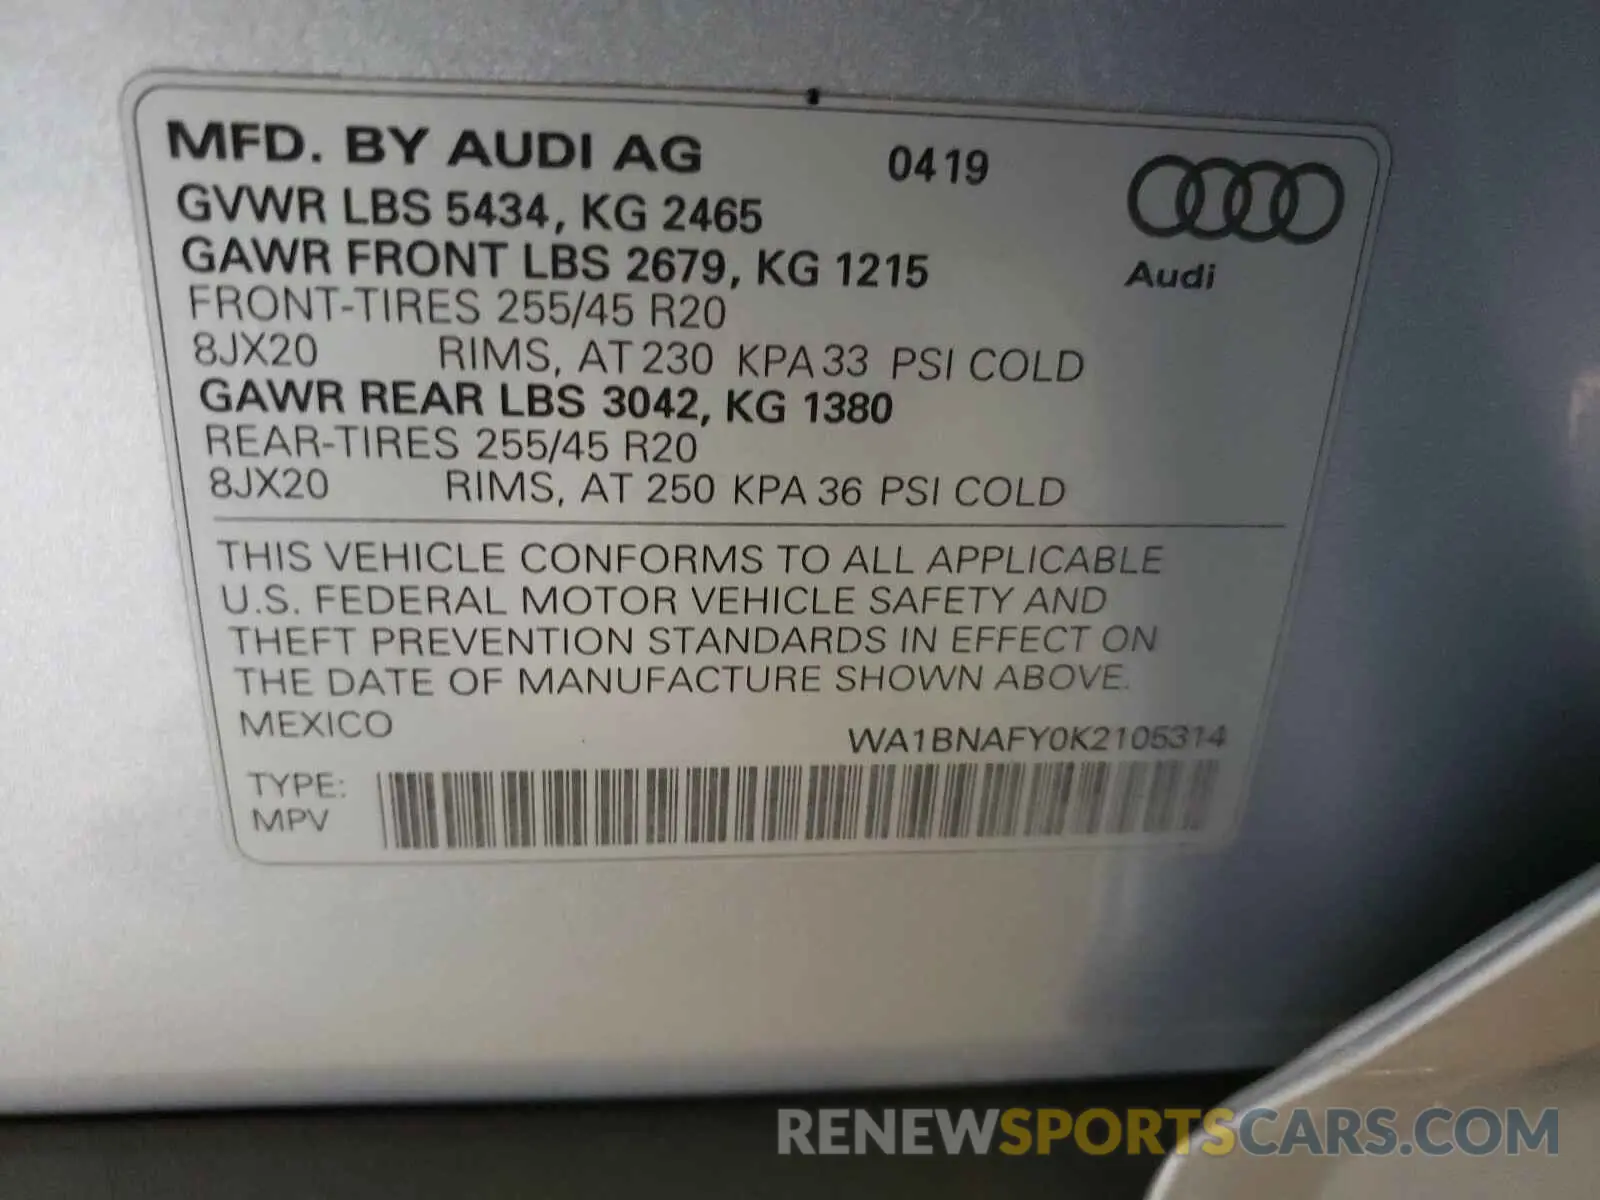 MFD. BY AUDI AG 0419
GVWR LBS 5434, KG 2465
GAWR FRONT LBS 2679, KG 1215
Audi
FRONT-TIRES 255/45 R20
8JX20 RIMS, AT 230 KPA 33 PSI COLD
GAWR REAR LBS 3042, KG 1380
REAR-TIRES 255/45 R20
8JX20 RIMS, AT 250 KPA 36 PSI COLD
THIS VEHICLE CONFORMS TO ALL APPLICABLE
U.S. FEDERAL MOTOR VEHICLE SAFETY AND
THEFT PREVENTION STANDARDS IN EFFECT ON
THE DATE OF MANUFACTURE SHOWN ABOVE.
MEXICO WA1BNAFY0K2105314
TYPE:
MPV
RENEWSPORTSCARS.COM